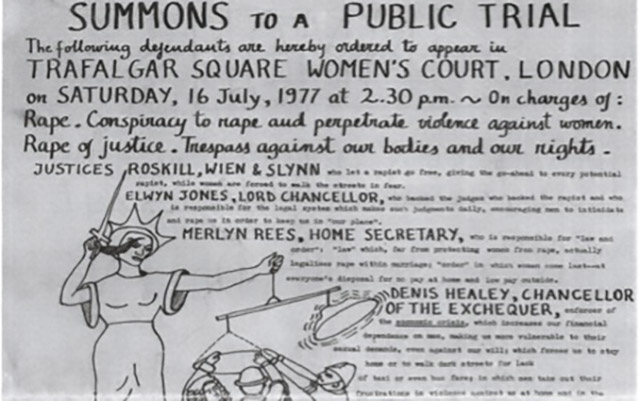 SUMMONS TO A PUBLIC TRIAL
The following defendants are hereby ordered to appear in
TRAFALGAR SQUARE WOMEN'S COURT, LONDON
on SATURDAY, 16 July, 1977 at 2.30 p.m. ~ On charges of:
Rape. Conspiracy to rape and perpetrate violence against women.
Rape of justice. Trespass against our bodies and our rights.
JUSTICES ROSKILL, WIEN & SLYNN who let a rapist go free, giving the go-ahead to every potential
rapist, while women are forced to walk the streets in fear.
ELWYN JONES, LORD CHANCELLOR, who backed the judges who backed the rapist and who
is responsible for the legal system which makes such judgments daily, encouraging men to intimidate
and rape us in order to keep us in "our place".
MERLYN REES, HOME SECRETARY, who is responsible for "law and
order": "law" which, far from protecting women from rape, actually
legalises rape within marriage; "order" in which women come last--at
everyone's disposal for no pay at home and low pay outside.
DENIS HEALEY, CHANCELLOR
OF THE EXCHEQUER, enforcer of
the economic crisis, which increases our financial
dependence on men, making us more vulnerable to their
sexual demands, even against our will; which forces us to stay
home or to walk dark streets for lack
of taxi or even bus fare; in which men take out their
frustrations in violence against us at home and in the